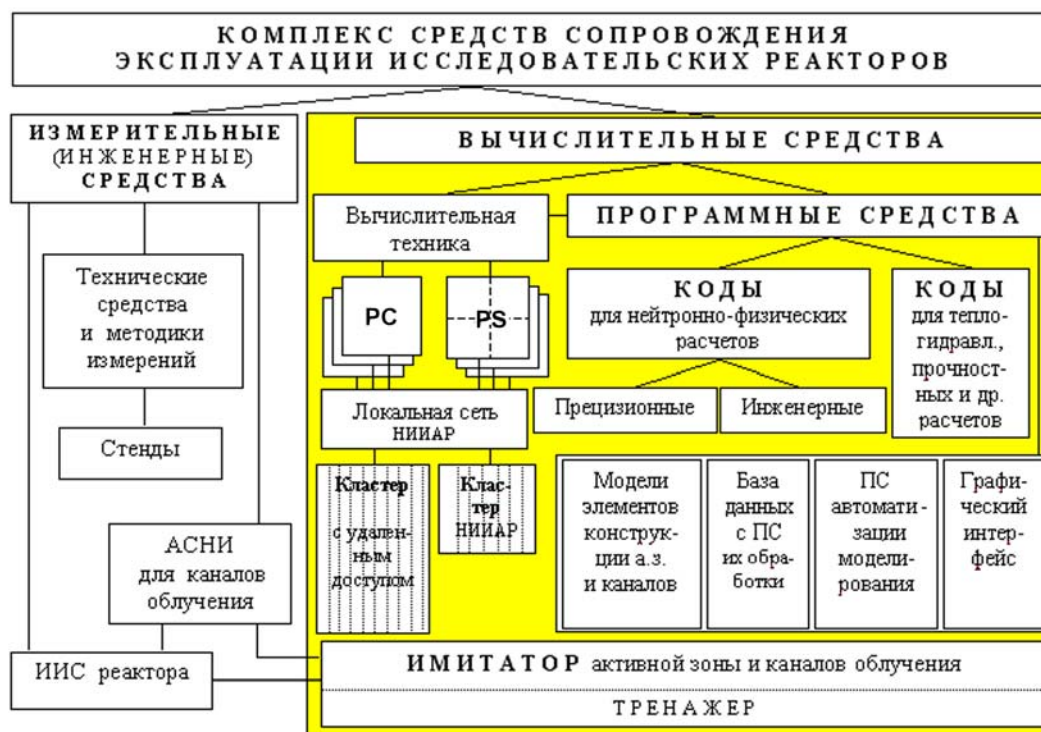 КОМПЛЕКС СРЕДСТВ СОПРОВОЖДЕНИЯ
ЭКСПЛУАТАЦИИ ИССЛЕДОВАТЕЛЬСКИХ РЕАКТОРОВ
ИЗМЕРИТЕЛЬНЫЕ
(ИНЖЕНЕРНЫЕ)
СРЕДСТВА
ВЫЧИСЛИТЕЛЬНЫЕ СРЕДСТВА
Вычислительная
техника
ПРОГРАММНЫЕ СРЕДСТВА
Технические
средства
и методики
измерений
PC
PS
КОДЫ
для нейтронно-физических
расчетов
КОДЫ
для тепло-
гидравл.,
прочност-
ных и др.
расчетов
Прецизионные
Инженерные
Локальная сеть
НИИАР
Стенды
Кластер
с удален-
ным
доступом
Клас-
тер
НИИАР
Модели
элементов
конструк-
ции а.з.
и каналов
База
данных
с ПС
их обра-
ботки
ПС
автомати-
зации
модели-
рования
Графи-
ческий
интер-
фейс
АСНИ
для каналов
облучения
ИИС реактора
ИМИТАТОР активной зоны и каналов облучения
ТРЕНАЖЕР